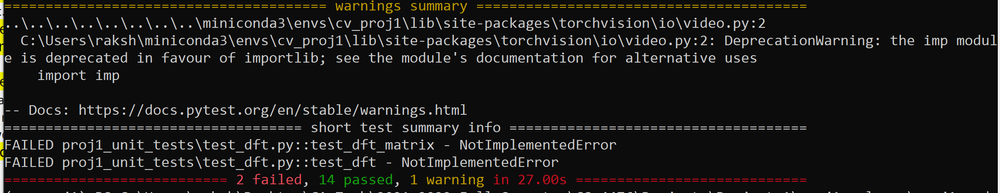 ======================================= warnings summary ========================================
..\..\..\..\..\..\..\..\miniconda3\envs\cv_proj1\lib\site-packages\torchvision\io\video.py:2
C:\Users\raksh\miniconda3\envs\cv_proj1\lib\site-packages\torchvision\io\video.py:2: DeprecationWarning: the imp modul
e is deprecated in favour of importlib; see the module's documentation for alternative uses
import imp
-- Docs: https://docs.pytest.org/en/stable/warnings.html
==================================== short test summary info ====================================
FAILED proj1_unit_tests\test_dft.py::test_dft_matrix - NotImplementedError
FAILED proj1_unit_tests\test_dft.py::test_dft - NotImplementedError
=========================== 2 failed, 14 passed, 1 warning in 27.00s ============================